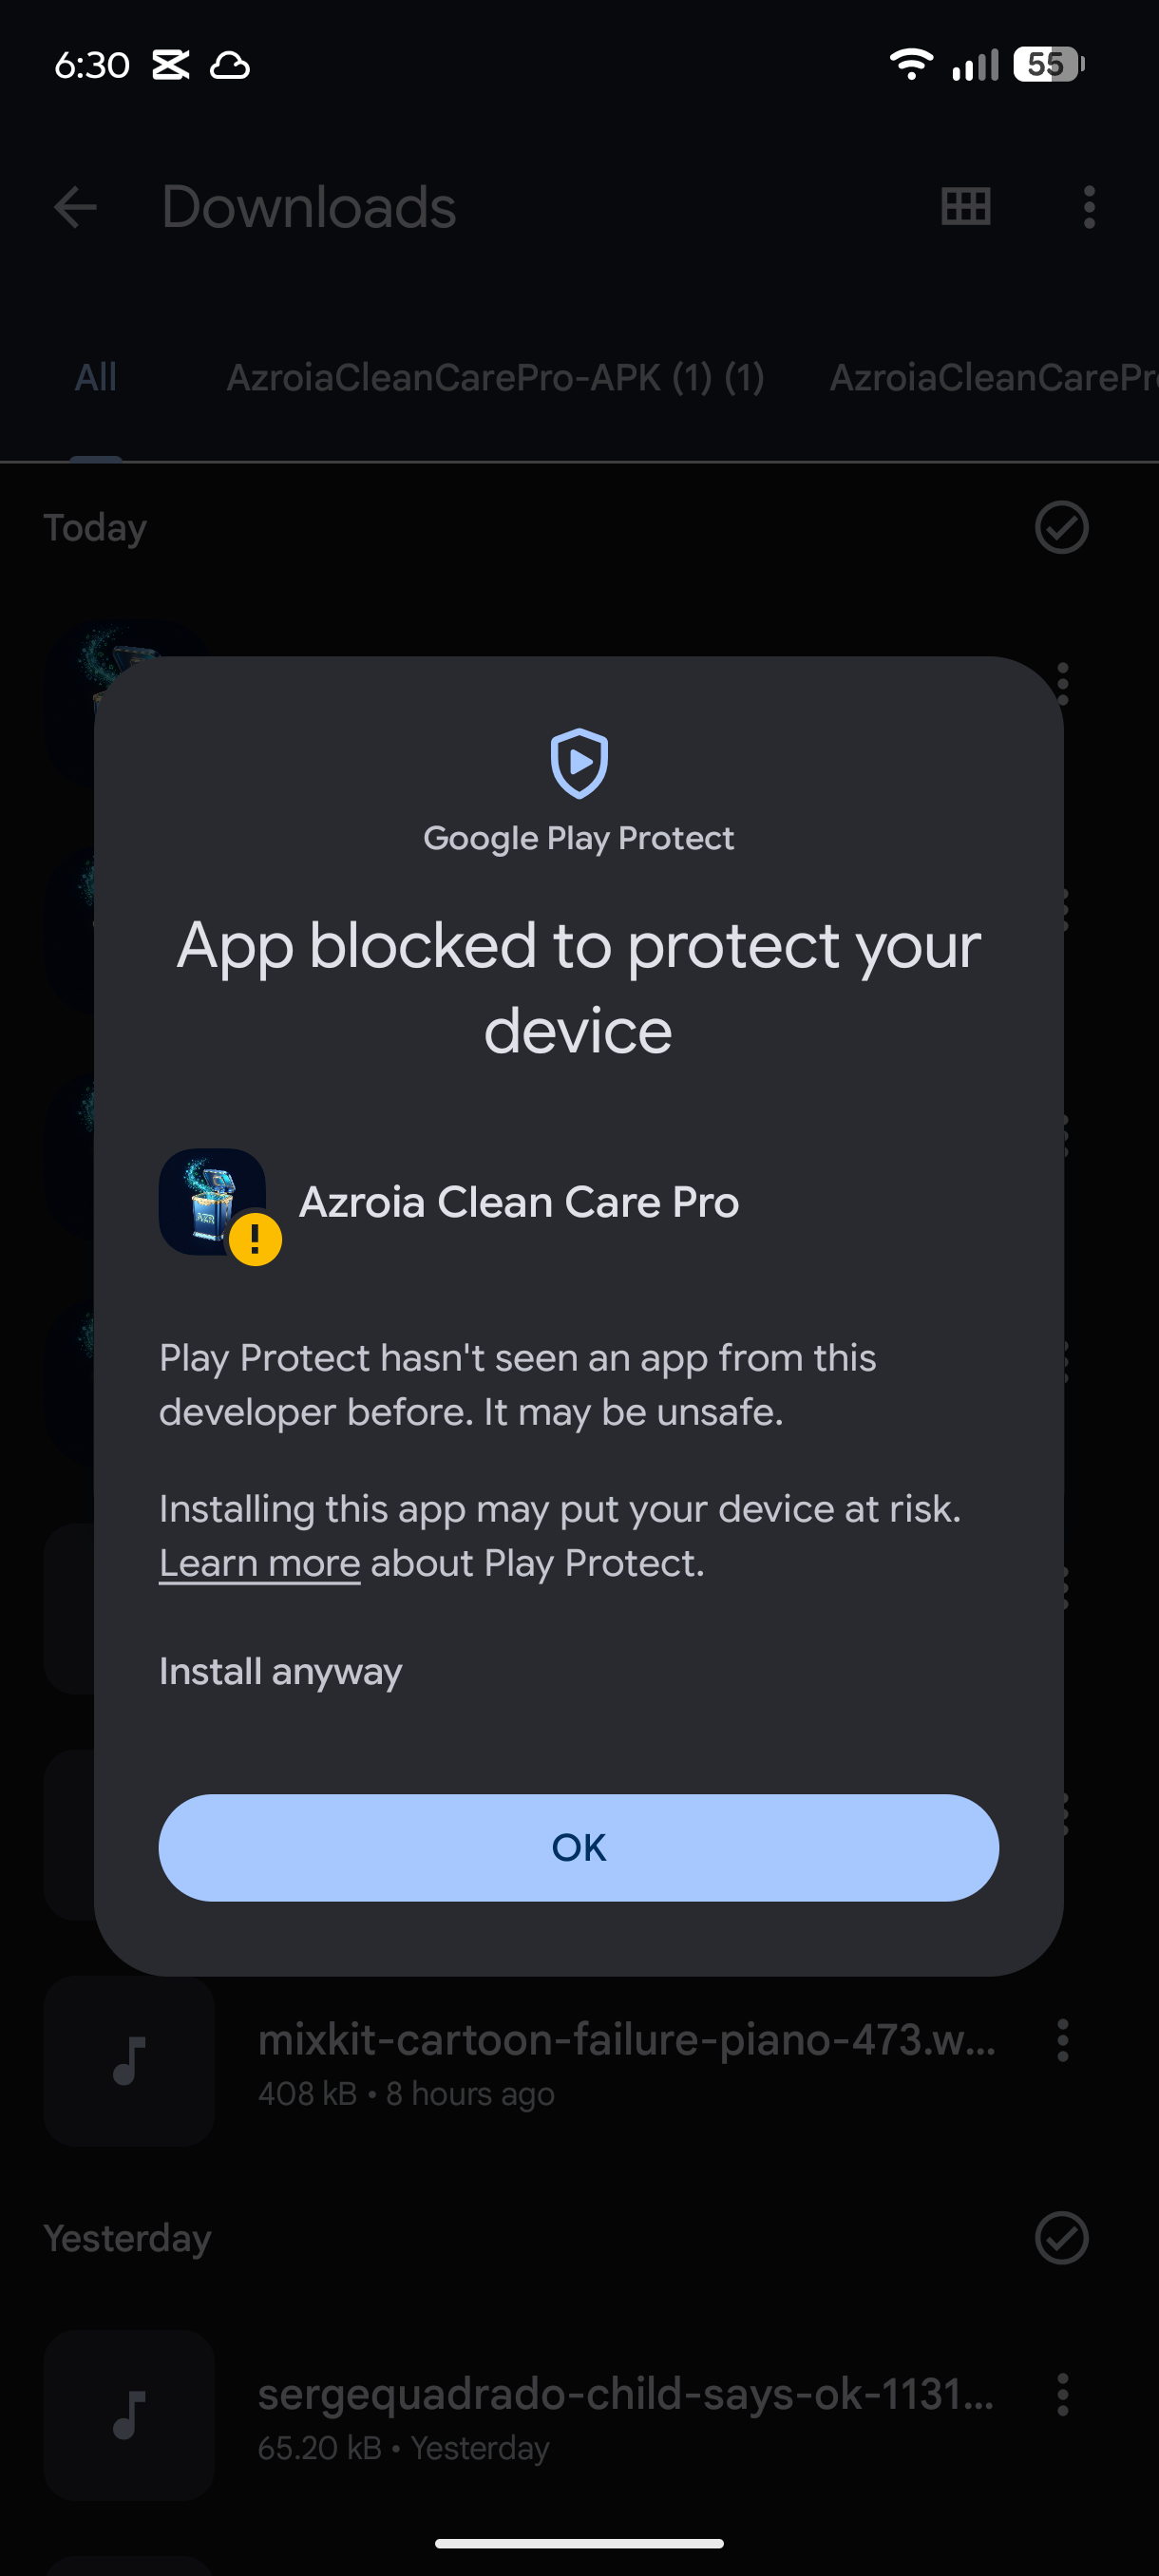 6:30
55
Downloads
All
AzroiaCleanCarePro-APK (1) (1)
AzroiaCleanCarePr
Today
Google Play Protect
App blocked to protect your
device
AZR
Azroia Clean Care Pro
Play Protect hasn't seen an app from this
developer before. It may be unsafe.
Installing this app may put your device at risk.
Learn more about Play Protect.
Install anyway
OK
mixkit-cartoon-failure-piano-473.w...
408 kB • 8 hours ago
Yesterday
sergequadrado-child-says-ok-1131...
65.20 kB • Yesterday